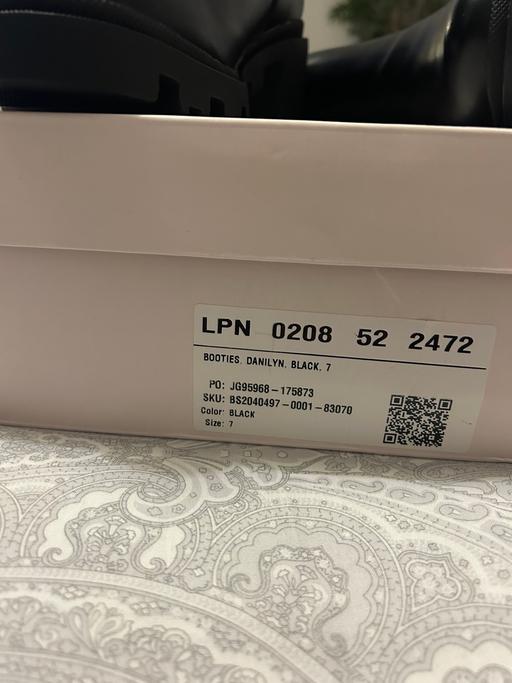 LPN 0208 52 2472
BOOTIES, DANILYN, BLACK, 7
PO: JG95968-175873
SKU: BS2040497-0001-83070
Color: BLACK
Size: 7